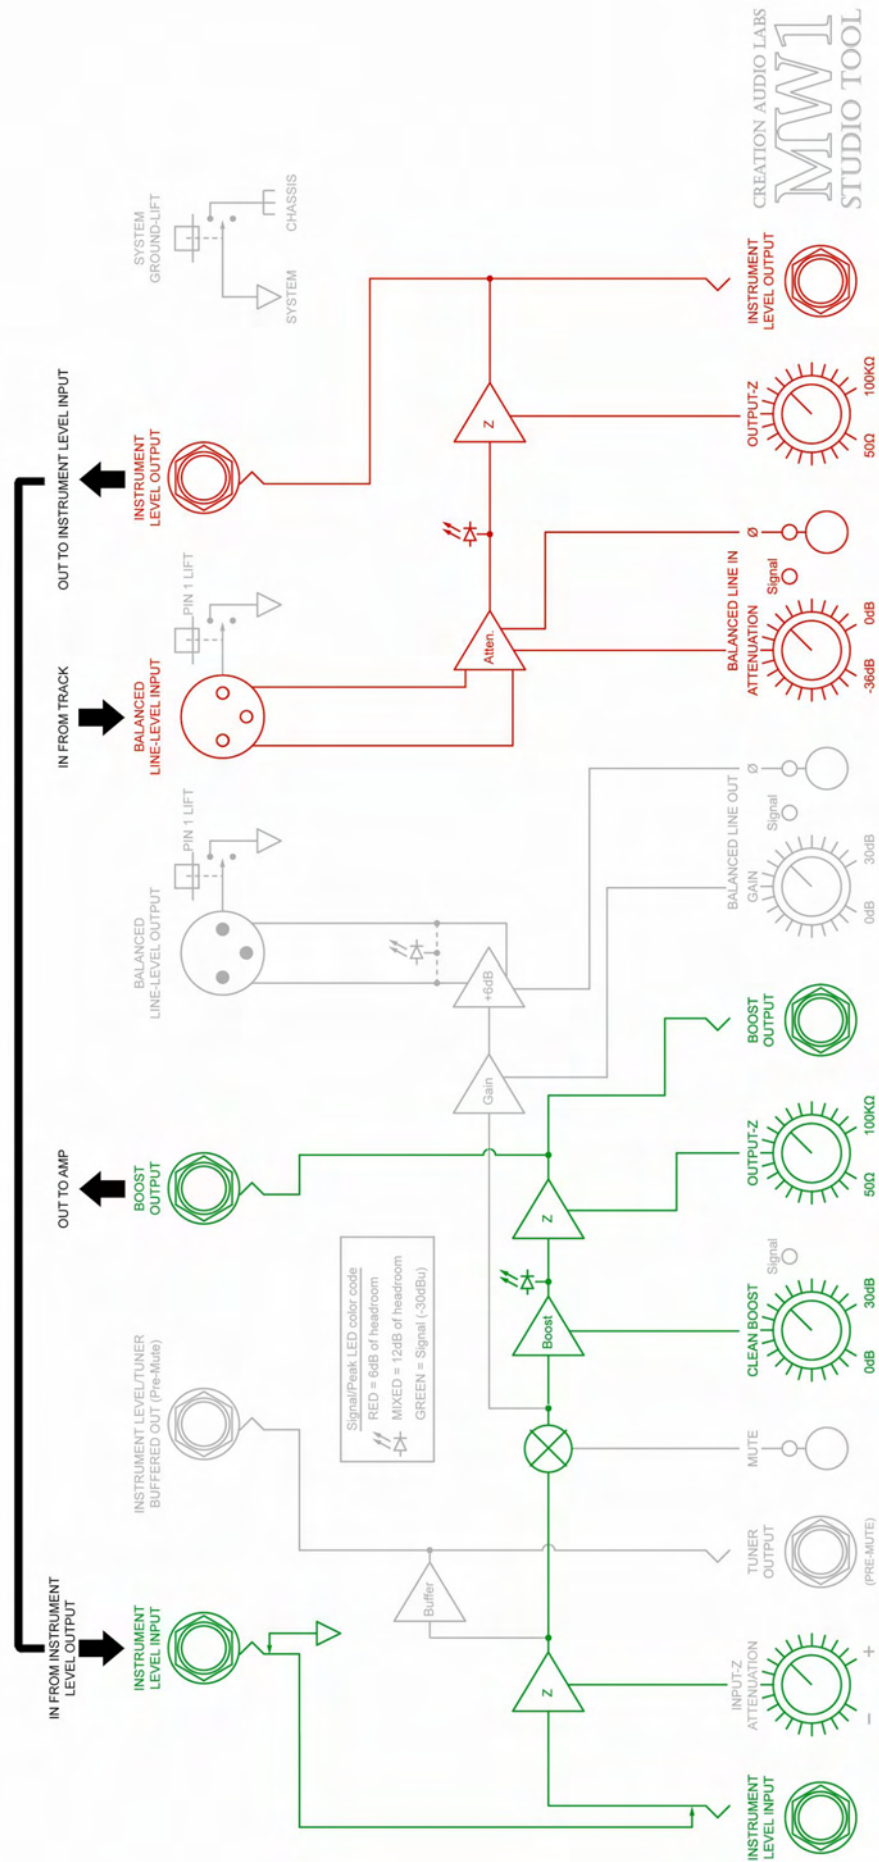 IN FROM INSTRUMENT
LEVEL OUTPUT
OUT TO AMP
IN FROM TRACK
OUT TO INSTRUMENT LEVEL INPUT
INSTRUMENT
LEVEL INPUT
INSTRUMENT LEVEL/TUNER
BUFFERED OUT (Pre-Mute)
BOOST
OUTPUT
BALANCED
LINE-LEVEL OUTPUT
PIN 1 LIFT
BALANCED
LINE-LEVEL INPUT
PIN 1 LIFT
INSTRUMENT
LEVEL OUTPUT
SYSTEM
GROUND-LIFT
SYSTEM
CHASSIS
Signal/Peak LED color code
RED = 6dB of headroom
MIXED = 12dB of headroom
GREEN = Signal (-30dBu)
Buffer
Z
Boost
Z
Gain
+6dB
Atten.
Z
INSTRUMENT
LEVEL INPUT
INPUT-Z
ATTENUATION
− +
TUNER
OUTPUT
(PRE-MUTE)
MUTE
CLEAN BOOST
Signal
0dB 30dB
OUTPUT-Z
50Ω 100KΩ
BOOST
OUTPUT
BALANCED LINE OUT
GAIN
Signal
Ø
0dB 30dB
BALANCED LINE IN
ATTENUATION
Signal
Ø
-36dB 0dB
OUTPUT-Z
50Ω 100KΩ
INSTRUMENT
LEVEL OUTPUT
CREATION AUDIO LABS
MW1
STUDIO TOOL